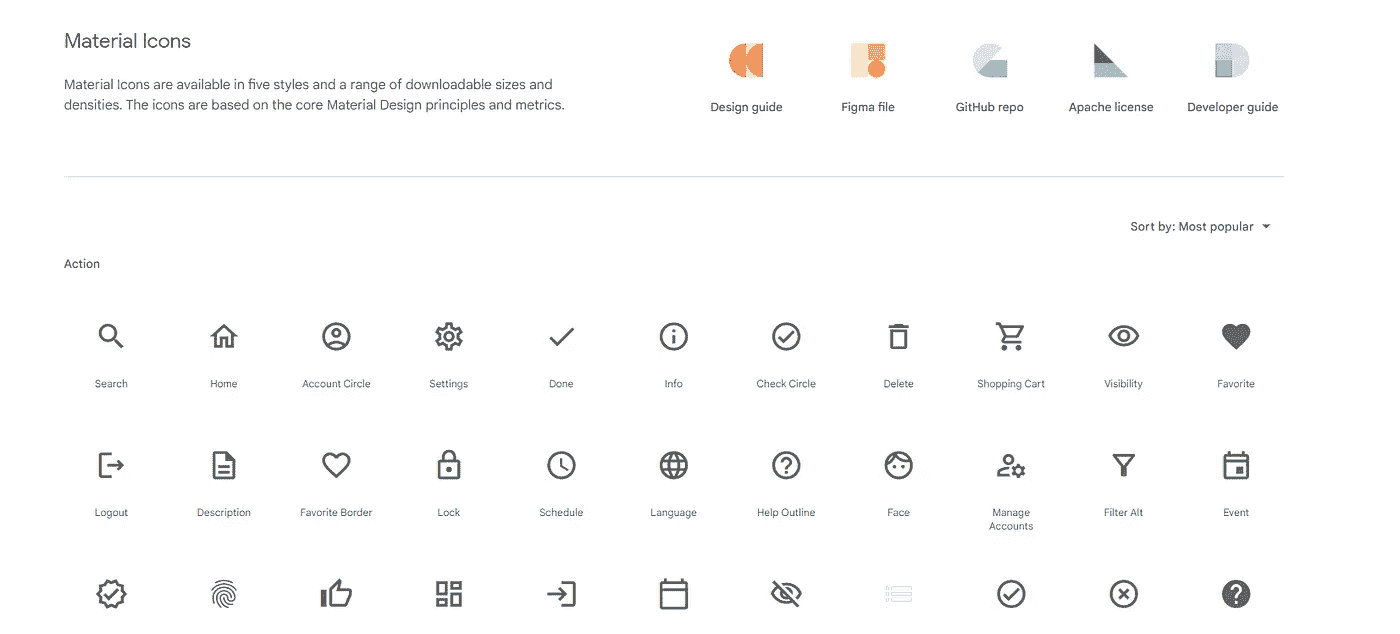 Material Icons
Material Icons are available in five styles and a range of downloadable sizes and
densities. The icons are based on the core Material Design principles and metrics.
Design guide
Figma file
GitHub repo
Apache license
Developer guide
Sort by: Most popular
Action
Search
Home
Account Circle
Settings
Done
Info
Check Circle
Delete
Shopping Cart
Visibility
Favorite
Logout
Description
Favorite Border
Lock
Schedule
Language
Help Outline
Face
Manage
Accounts
Filter Alt
Event